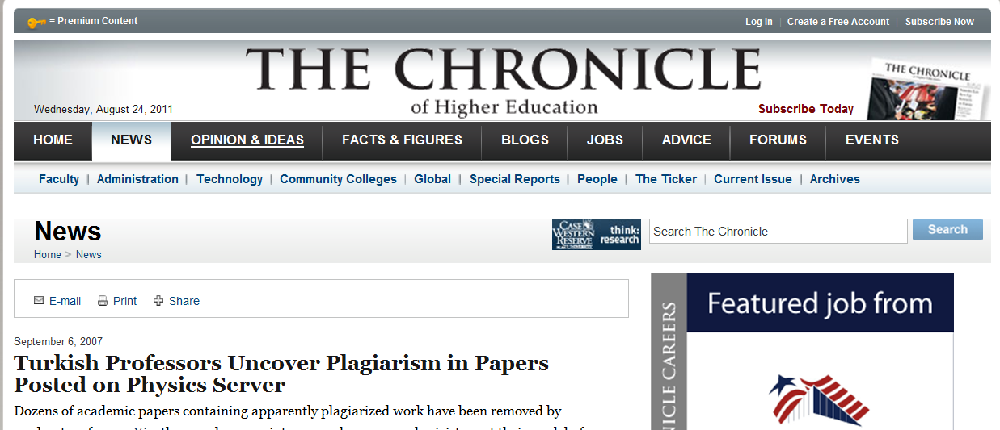 = Premium Content
Log In | Create a Free Account | Subscribe Now
THE CHRONICLE
of Higher Education
THE CHRONICLE
Wednesday, August 24, 2011
Subscribe Today
HOME NEWS OPINION & IDEAS FACTS & FIGURES BLOGS JOBS ADVICE FORUMS EVENTS
Faculty | Administration | Technology | Community Colleges | Global | Special Reports | People | The Ticker | Current Issue | Archives
News
Home > News
CASE
WESTERN
RESERVE
think:
research
Search The Chronicle
Search
E-mail Print Share
Featured job from
NICLE CAREERS
September 6, 2007
Turkish Professors Uncover Plagiarism in Papers
Posted on Physics Server
Dozens of academic papers containing apparently plagiarized work have been removed by